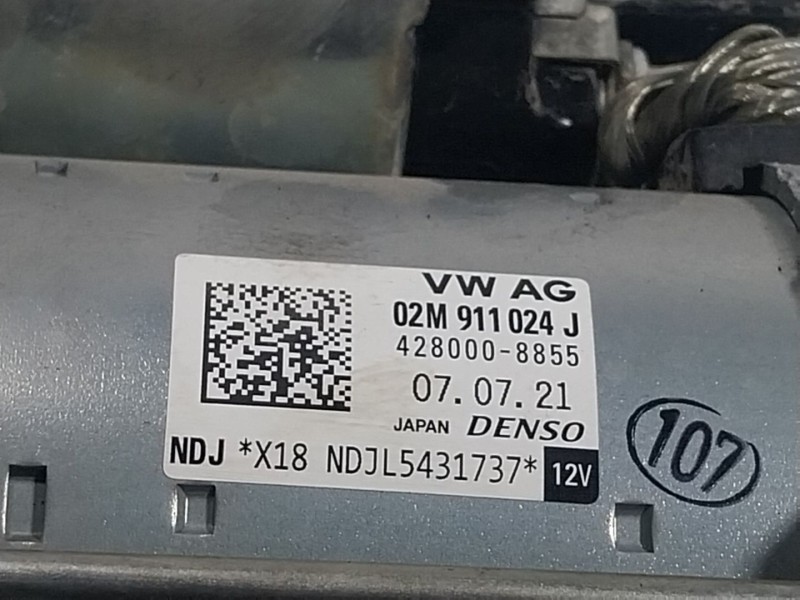 VW AG
02M 911 024 J
428000-8855
07.07.21
JAPAN DENSO
NDJ *X18 NDJL5431737* 12V
107